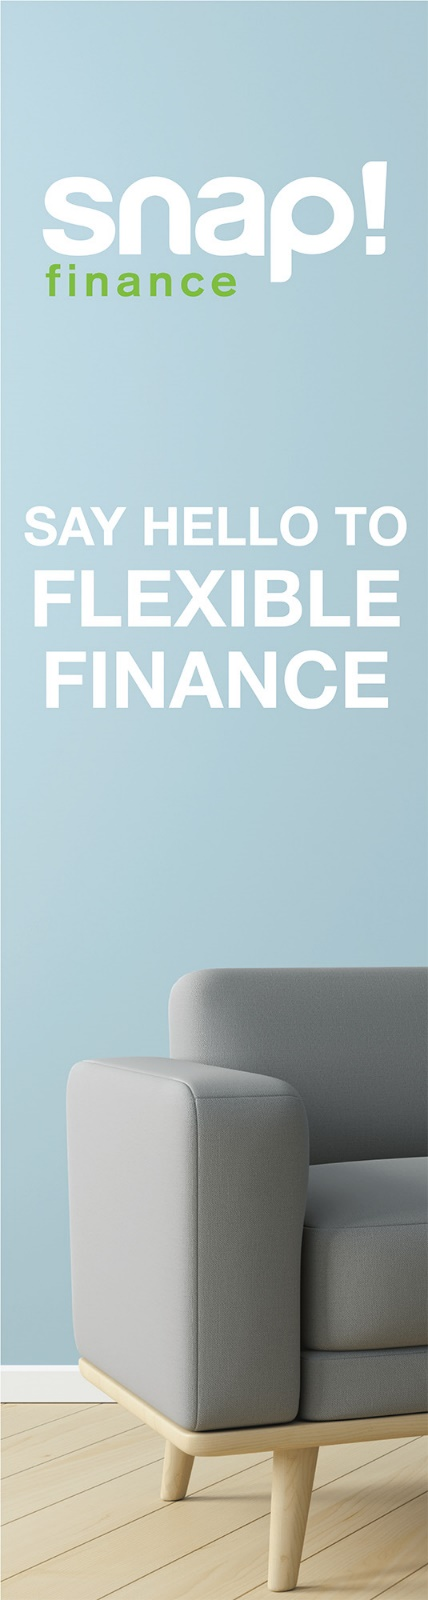 snap!
finance
SAY HELLO TO
FLEXIBLE
FINANCE